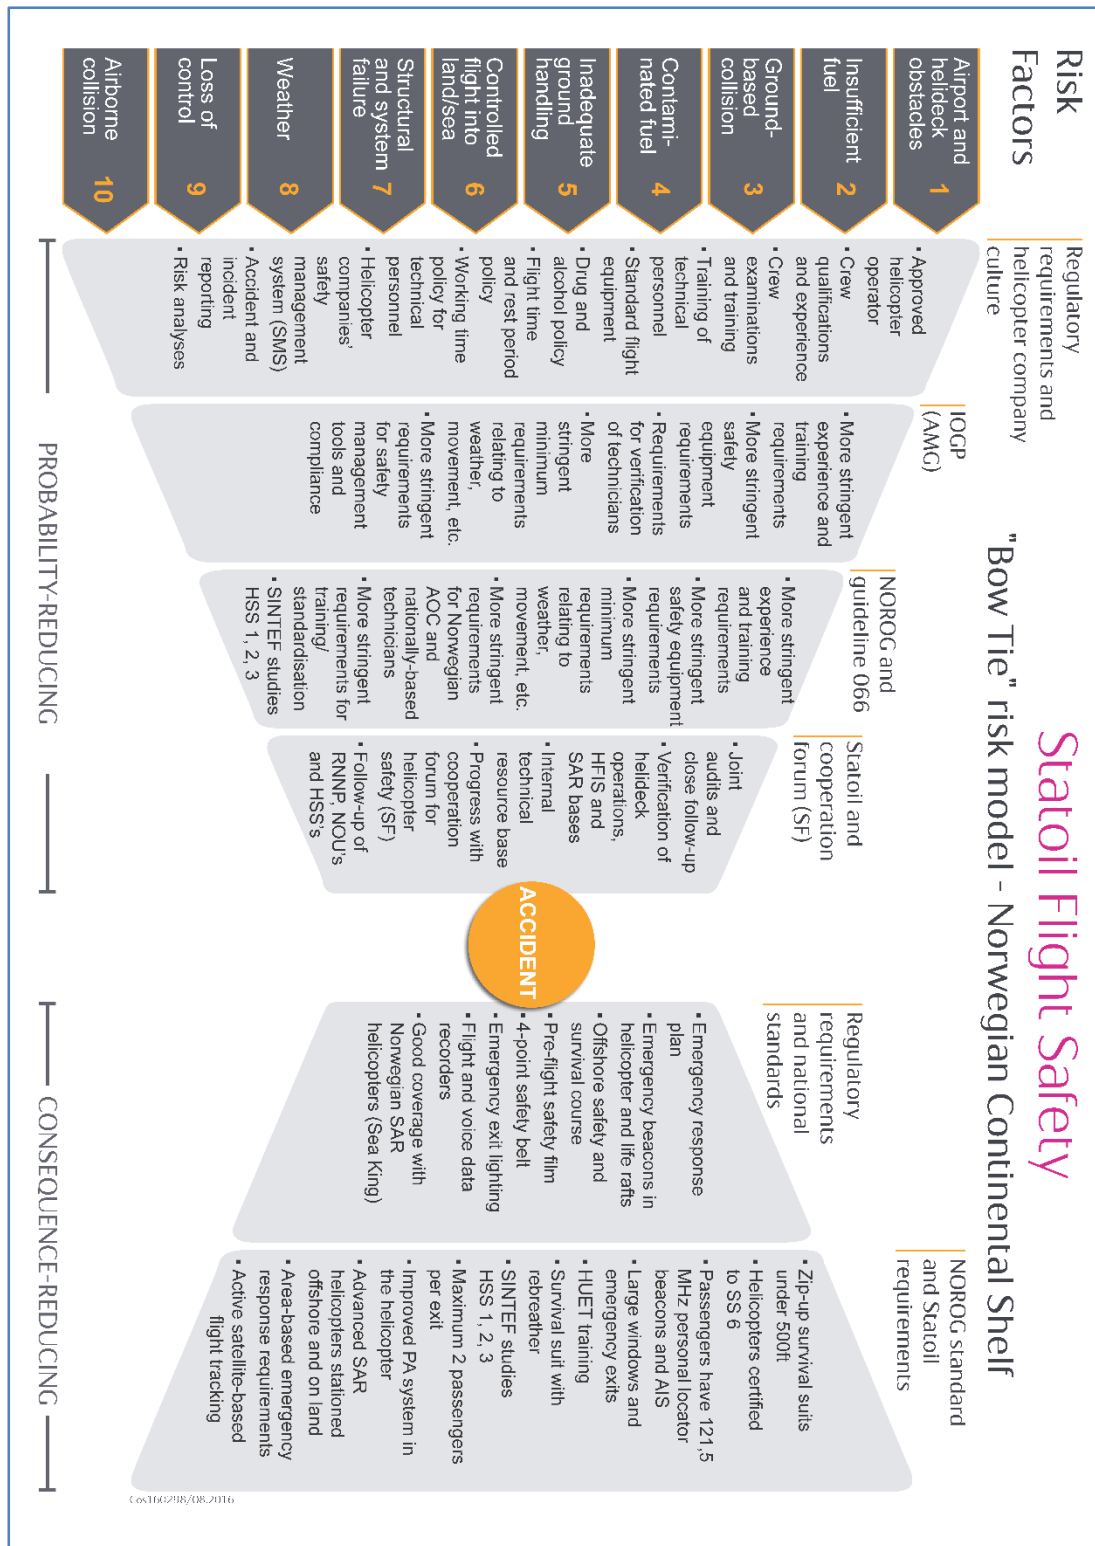 Statoil Flight Safety
"Bow Tie" risk model - Norwegian Continental Shelf
Risk
Factors
Airport and
helideck
obstacles
1
Insufficient
fuel
2
Ground-
based
collision
3
Contami-
nated fuel
4
Inadequate
ground
handling
5
Controlled
flight into
land/sea
6
Structural
and system
failure
7
Weather
8
Loss of
control
9
Airborne
collision
10
Regulatory
requirements and
helicopter company
culture
▪ Approved
helicopter
operator
▪ Crew
qualifications
and experience
▪ Crew
examinations
and training
▪ Training of
technical
personnel
▪ Standard flight
equipment
▪ Drug and
alcohol policy
▪ Flight time
and rest period
policy
▪ Working time
policy for
technical
personnel
▪ Helicopter
companies'
safety
management
system (SMS)
▪ Accident and
incident
reporting
▪ Risk analyses
IOGP
(AMG)
▪ More stringent
experience and
training
requirements
▪ More stringent
safety
equipment
requirements
▪ Requirements
for verification
of technicians
▪ More
stringent
minimum
requirements
relating to
weather,
movement, etc.
▪ More stringent
requirements
for safety
management
tools and
compliance
NOROG and
guideline 066
▪ More stringent
experience
and training
requirements
▪ More stringent
safety equipment
requirements
▪ More stringent
minimum
requirements
relating to
weather,
movement, etc.
▪ More stringent
requirements
for Norwegian
AOC and
nationally-based
technicians
▪ More stringent
requirements for
training/
standardisation
▪ SINTEF studies
HSS 1, 2, 3
Statoil and
cooperation
forum (SF)
▪ Joint
audits and
close follow-up
▪ Verification of
helideck
operations,
HFIS and
SAR bases
▪ Internal
technical
resource base
▪ Progress with
cooperation
forum for
helicopter
safety (SF)
▪ Follow-up of
RNNP, NOU's
and HSS's
ACCIDENT
Regulatory
requirements
and national
standards
▪ Emergency response
plan
▪ Emergency beacons in
helicopter and life rafts
▪ Offshore safety and
survival course
▪ Pre-flight safety film
▪ 4-point safety belt
▪ Emergency exit lighting
▪ Flight and voice data
recorders
▪ Good coverage with
Norwegian SAR
helicopters (Sea King)
NOROG standard
and Statoil
requirements
▪ Zip-up survival suits
under 500ft
▪ Helicopters certified
to SS 6
▪ Passengers have 121,5
MHz personal locator
beacons and AIS
▪ Large windows and
emergency exits
▪ HUET training
▪ Survival suit with
rebreather
▪ SINTEF studies
HSS 1, 2, 3
▪ Maximum 2 passengers
per exit
▪ Improved PA system in
the helicopter
▪ Advanced SAR
helicopters stationed
offshore and on land
▪ Area-based emergency
response requirements
▪ Active satellite-based
flight tracking
PROBABILITY-REDUCING
CONSEQUENCE-REDUCING
Cos160298/08.2016